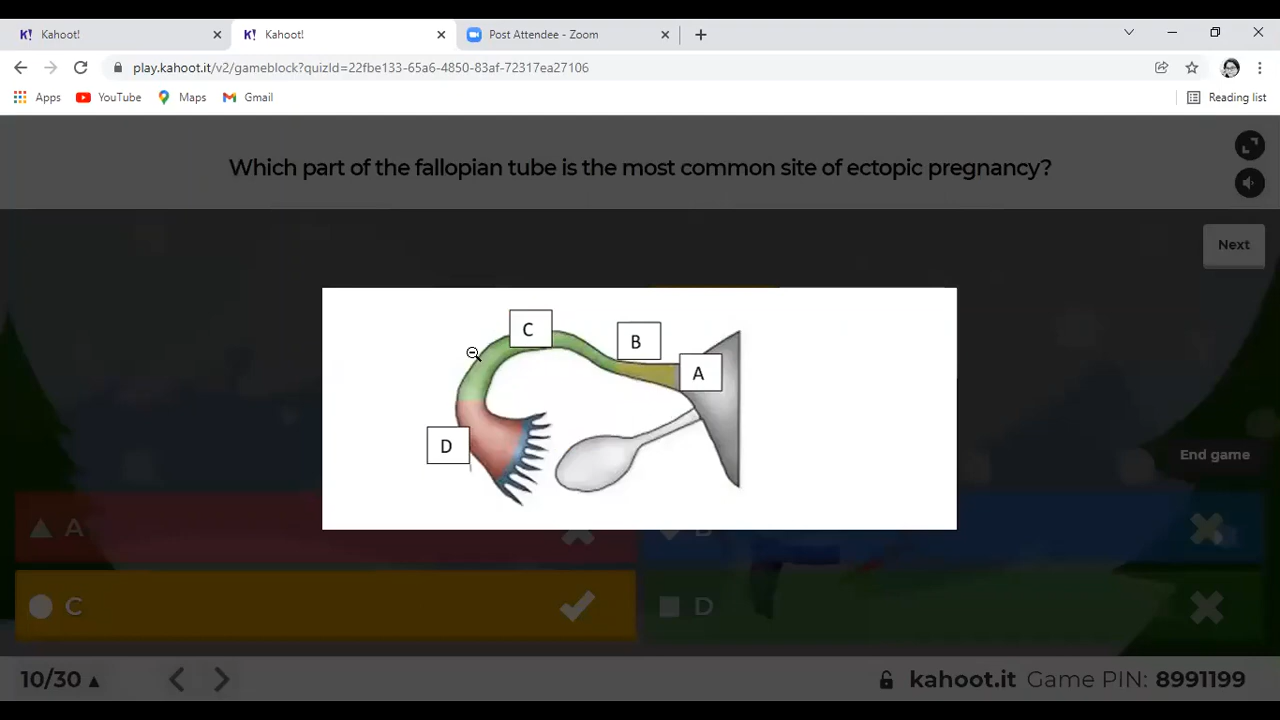 Kahoot!
Kahoot!
Post Attendee - Zoom
play.kahoot.it/v2/gameblock?quizId=22fbe133-65a6-4850-83af-72317ea27106
Apps
YouTube
Maps
Gmail
Reading list
Which part of the fallopian tube is the most common site of ectopic pregnancy?
Next
C
B
A
D
End game
A
B
C
D
10/30
kahoot.it Game PIN: 8991199